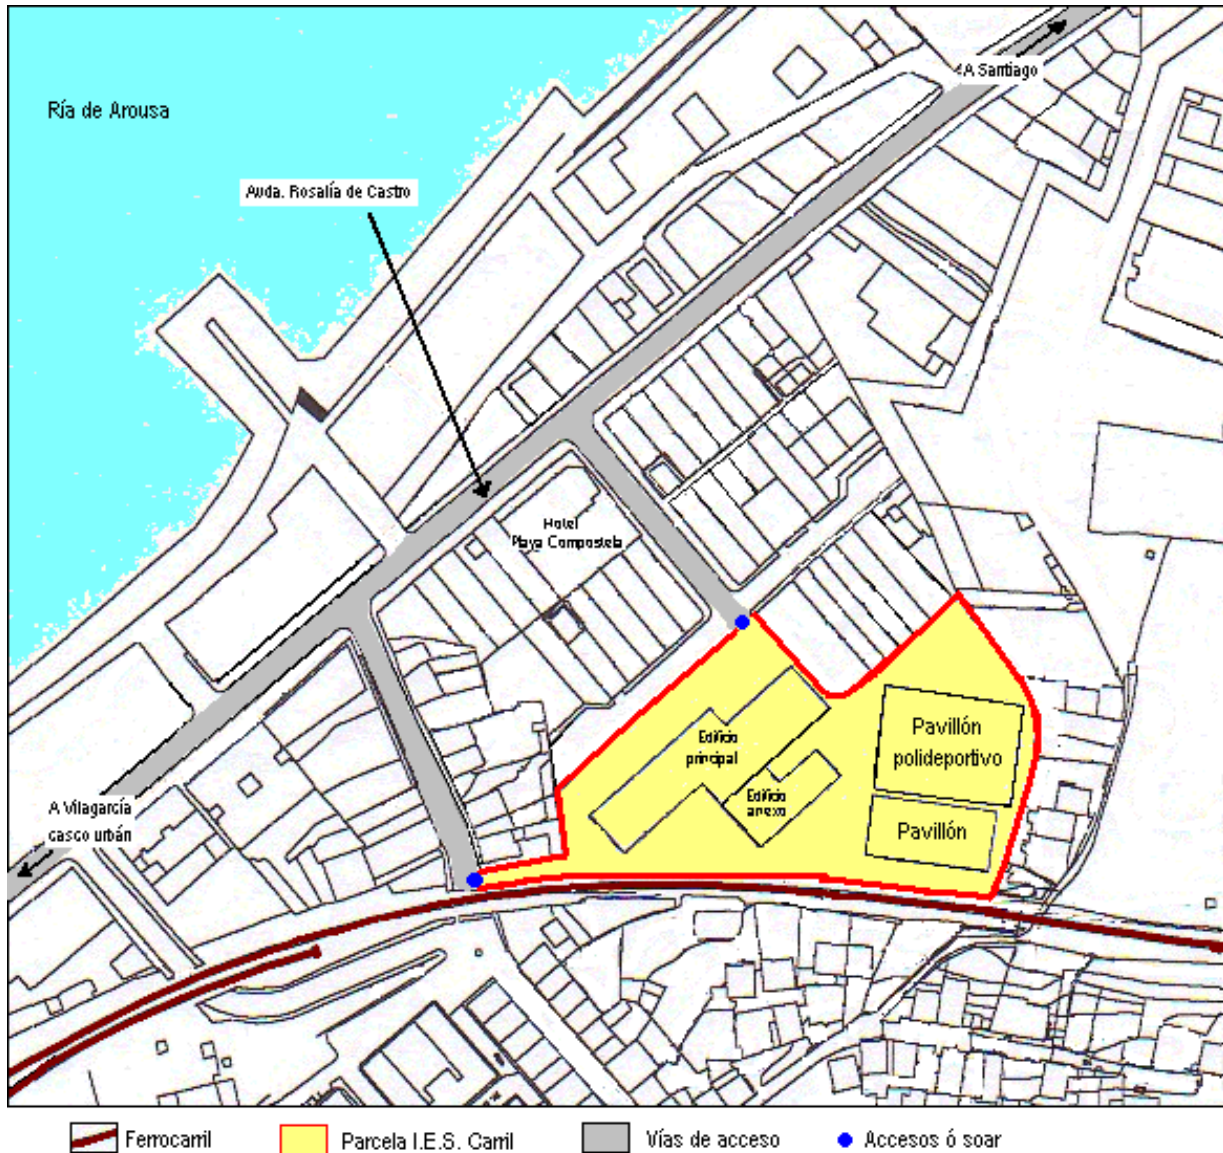 Ría de Arousa
A Santiago
Avda. Rosalía de Castro
Hotel
Playa Compostela
Edificio
principal
Edificio
anexo
Pavillón
polideportivo
Pavillón
A Vilagarcía
casco urbán
Ferrocarril
Parcela I.E.S. Carril
Vías de acceso
Accesos ó soar